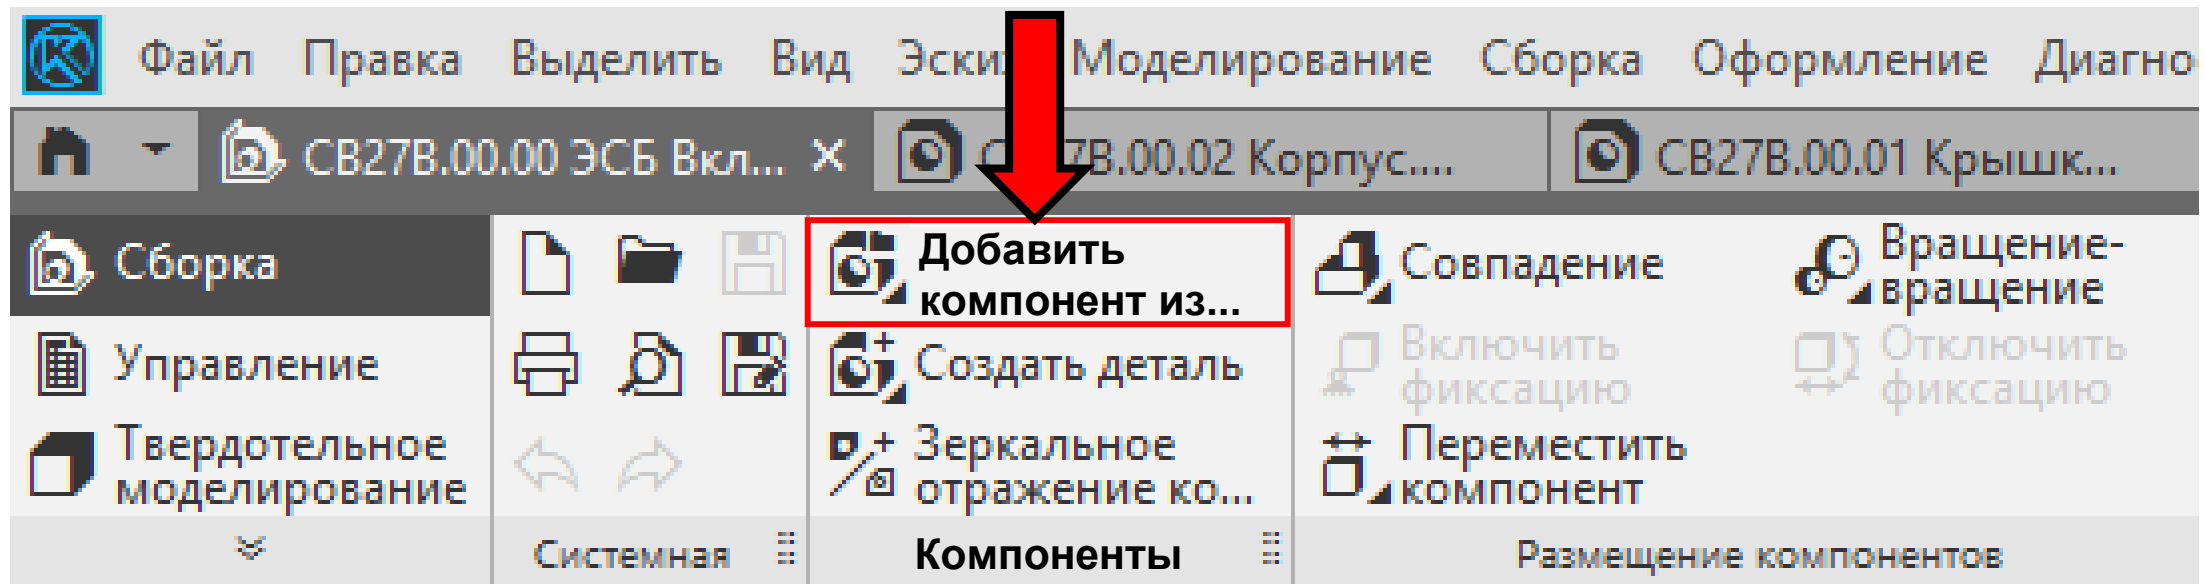 Файл Правка Выделить Вид Моделирование Сборка Оформление
СВ27В.00.00 ЭСБ Вкл... 7В.00.02 Корпус.... СВ27В.00.01 Крышк...
Сборка
Управление
Твердотельное
моделирование
Системная
Добавить
компонент из...
Создать деталь
Зеркальное
отражение ко...
Компоненты
Совпадение
Вращение-
вращение
Включить
фиксацию
Отключить
фиксацию
Переместить
компонент
Размещение компонентов